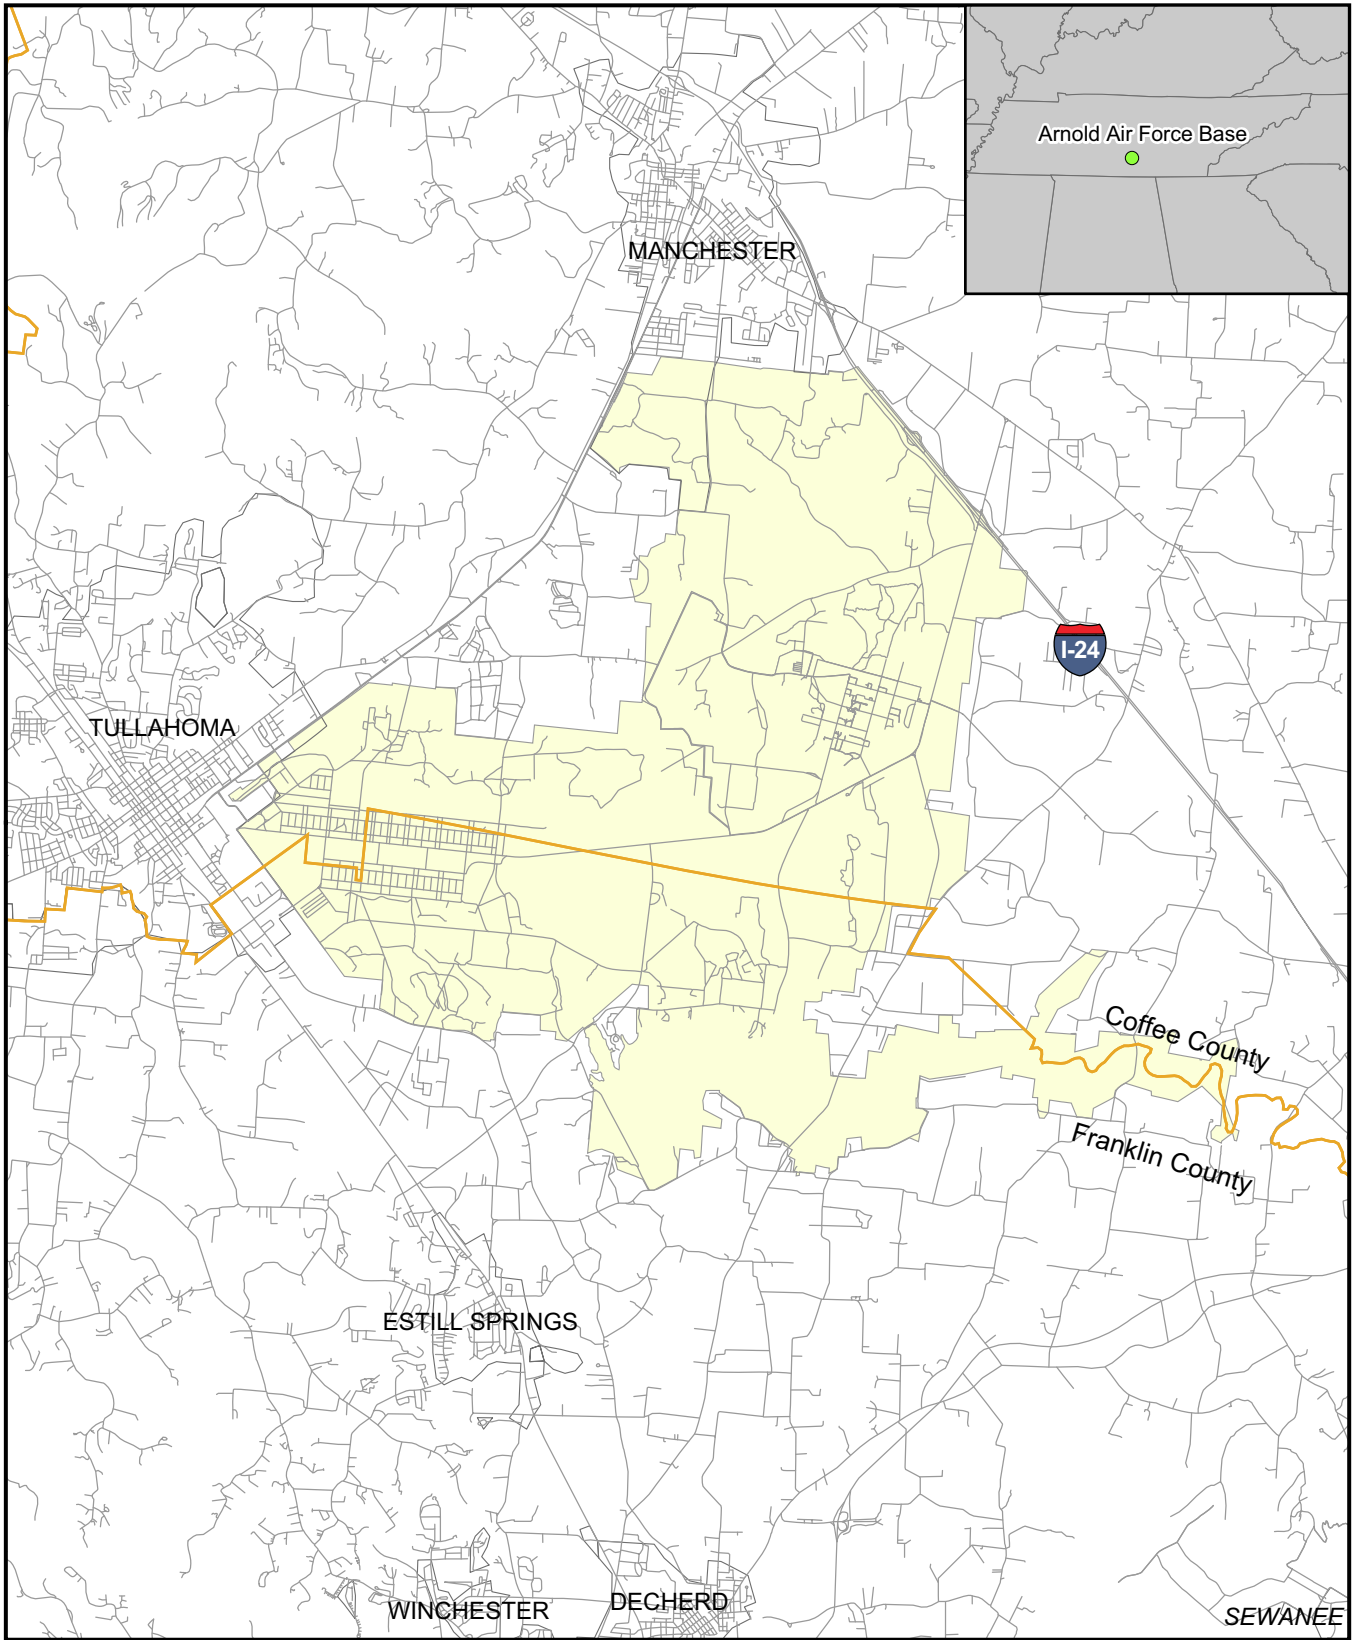 Arnold Air Force Base
MANCHESTER
I-24
TULLAHOMA
Coffee County
Franklin County
ESTILL SPRINGS
WINCHESTER
DECHERD
SEWANEE